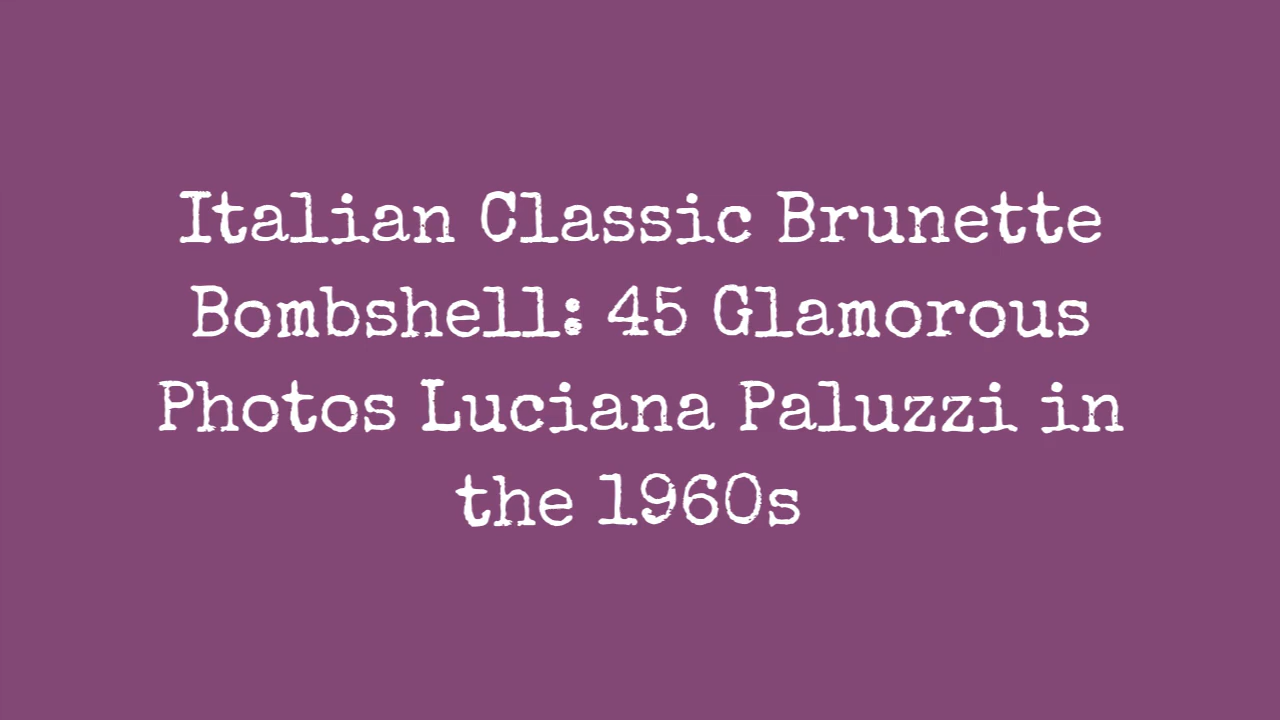 Italian Classic Brunette
Bombshell: 45 Glamorous
Photos Luciana Paluzzi in
the 1960s